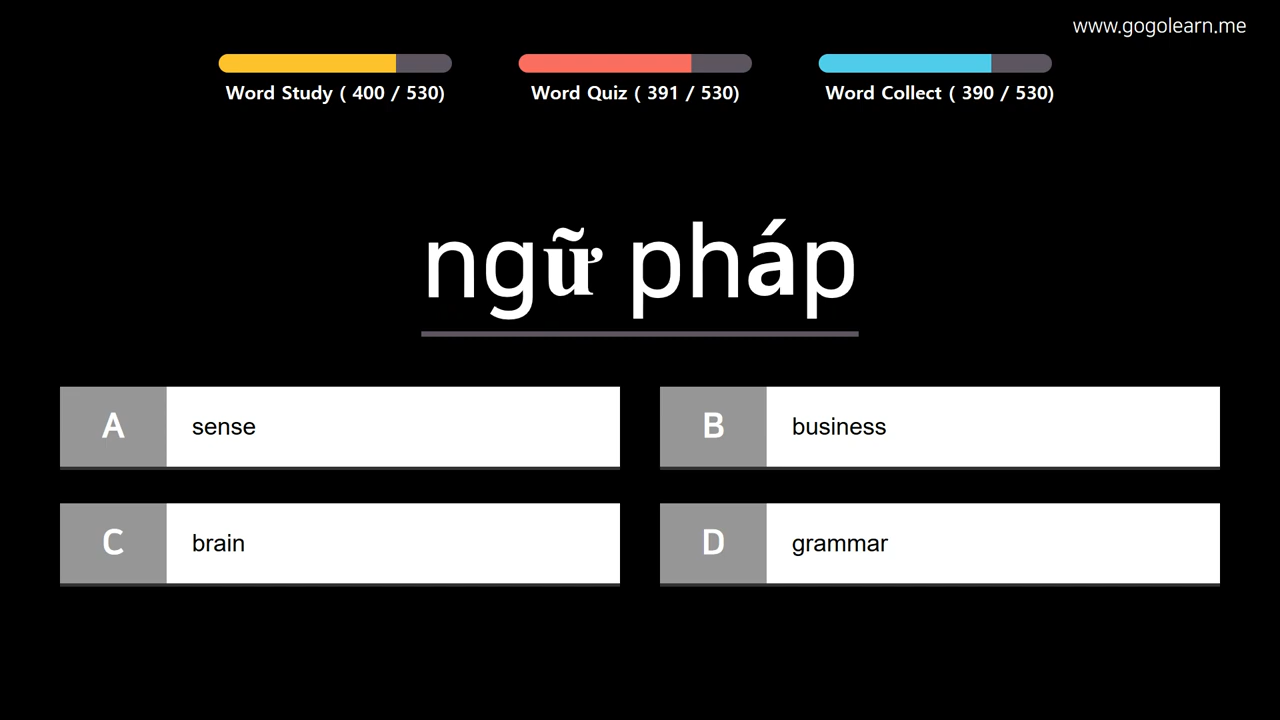 www.gogolearn.me
Word Study ( 400 / 530)
Word Quiz ( 391 / 530)
Word Collect ( 390 / 530)
ngữ pháp
A sense
B business
C brain
D grammar